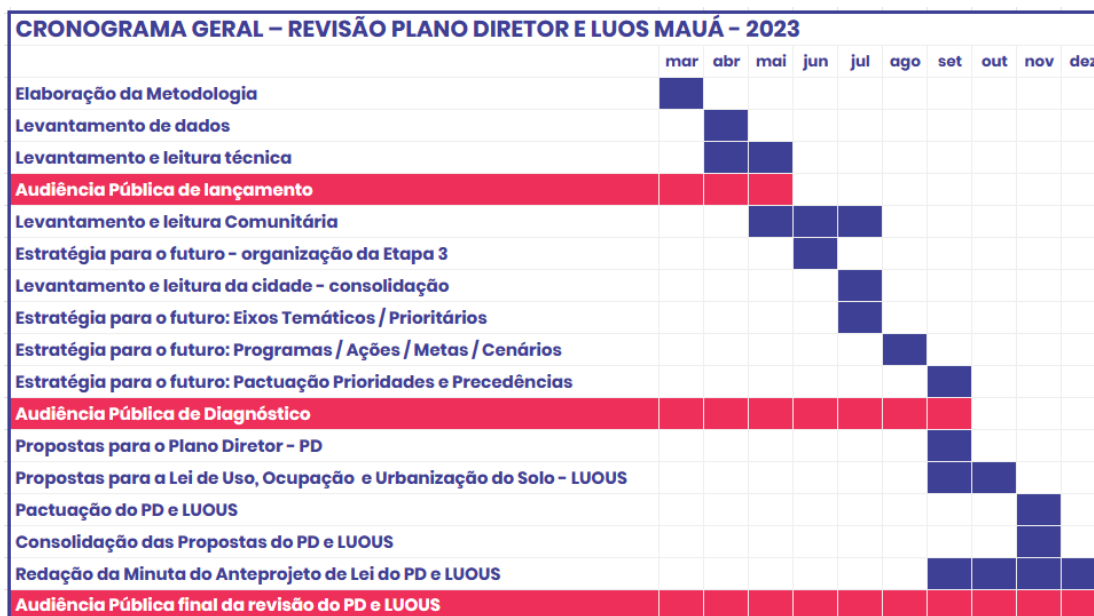 CRONOGRAMA GERAL – REVISÃO PLANO DIRETOR E LUOS MAUÁ - 2023
mar abr mai jun jul ago set out nov dez
Elaboração da Metodologia
Levantamento de dados
Levantamento e leitura técnica
Audiência Pública de lançamento
Levantamento e leitura Comunitária
Estratégia para o futuro - organização da Etapa 3
Levantamento e leitura da cidade - consolidação
Estratégia para o futuro: Eixos Temáticos / Prioritários
Estratégia para o futuro: Programas / Ações / Metas / Cenários
Estratégia para o futuro: Pactuação Prioridades e Precedências
Audiência Pública de Diagnóstico
Propostas para o Plano Diretor - PD
Propostas para a Lei de Uso, Ocupação e Urbanização do Solo - LUOUS
Pactuação do PD e LUOUS
Consolidação das Propostas do PD e LUOUS
Redação da Minuta do Anteprojeto de Lei do PD e LUOUS
Audiência Pública final da revisão do PD e LUOUS